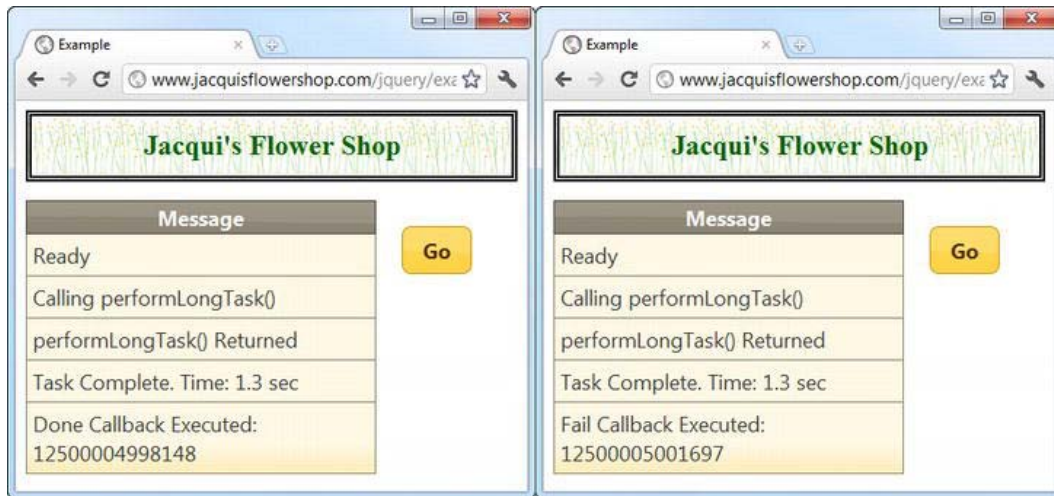 Example
www.jacquisflowershop.com/jquery/exa
Jacqui's Flower Shop
Message
Ready
Calling performLongTask()
performLongTask() Returned
Task Complete. Time: 1.3 sec
Done Callback Executed:
12500004998148
Go
Example
www.jacquisflowershop.com/jquery/exa
Jacqui's Flower Shop
Message
Ready
Calling performLongTask()
performLongTask() Returned
Task Complete. Time: 1.3 sec
Fail Callback Executed:
12500005001697
Go